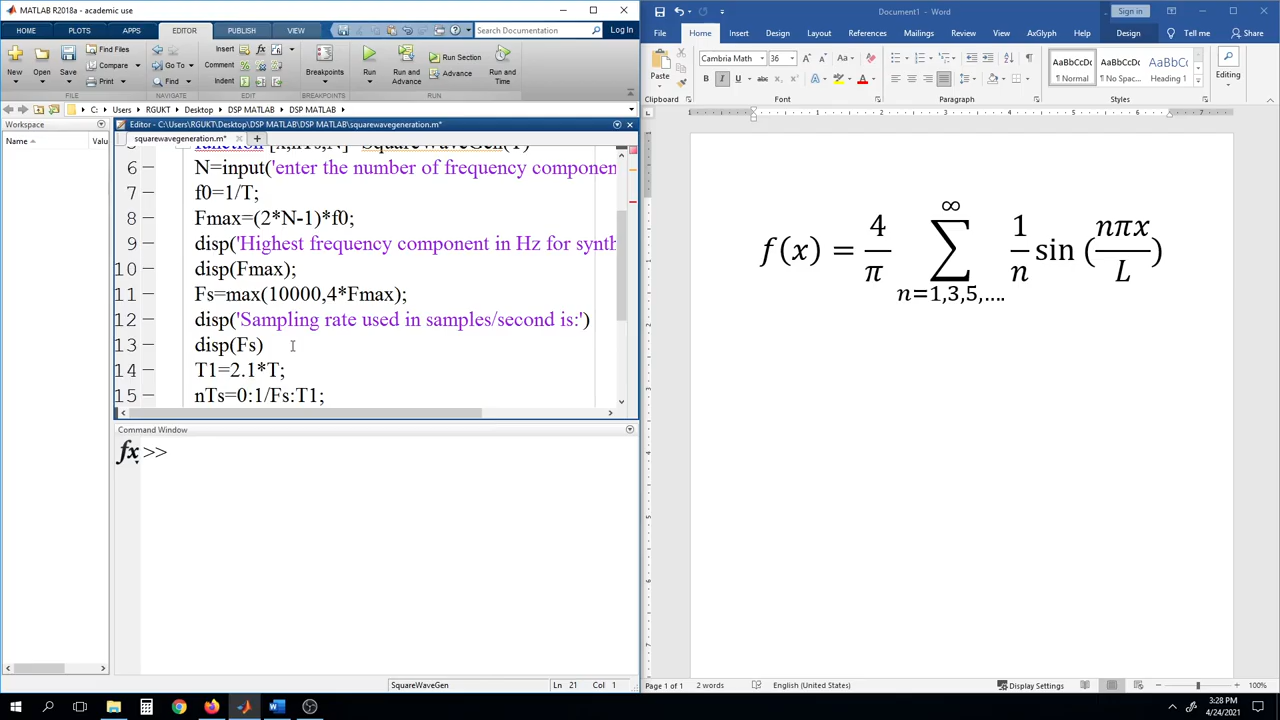 MATLAB R2018a - academic use
HOME PLOTS APPS EDITOR PUBLISH VIEW Search Documentation Log In
New Open Save Find Files Compare Print Go To Find Insert Comment Indent Breakpoints Run Run and Advance Run Section Advance Run and Time
FILE NAVIGATE EDIT BREAKPOINTS RUN
C: Users RGUKT Desktop DSP MATLAB DSP MATLAB
Workspace
Name Valu
Editor - C:\Users\RGUKT\Desktop\DSP MATLAB\DSP MATLAB\squarewavegeneration.m*
squarewavegeneration.m*
6 N=input('enter the number of frequency componen
7 f0=1/T;
8 Fmax=(2*N-1)*f0;
9 disp('Highest frequency component in Hz for synth
10 disp(Fmax);
11 Fs=max(10000,4*Fmax);
12 disp('Sampling rate used in samples/second is:')
13 disp(Fs)
14 T1=2.1*T;
15 nTs=0:1/Fs:T1;
Command Window
fx >>
SquareWaveGen Ln 21 Col 1
Document1 - Word
Sign in
File Home Insert Design Layout References Mailings Review View AxGlyph Help Design Tell me Share
Paste Cambria Math 36 Aa
B I U AaBbCcDc AaBbCcDc AaBbCc
Normal No Spac... Heading 1 Editing
Clipboard Font Paragraph Styles
f(x) = 4/π ∑ n=1,3,5,.... ∞ 1/n sin (nπx/L)
Page 1 of 1 2 words English (United States) Display Settings 100%
3:28 PM
4/24/2021